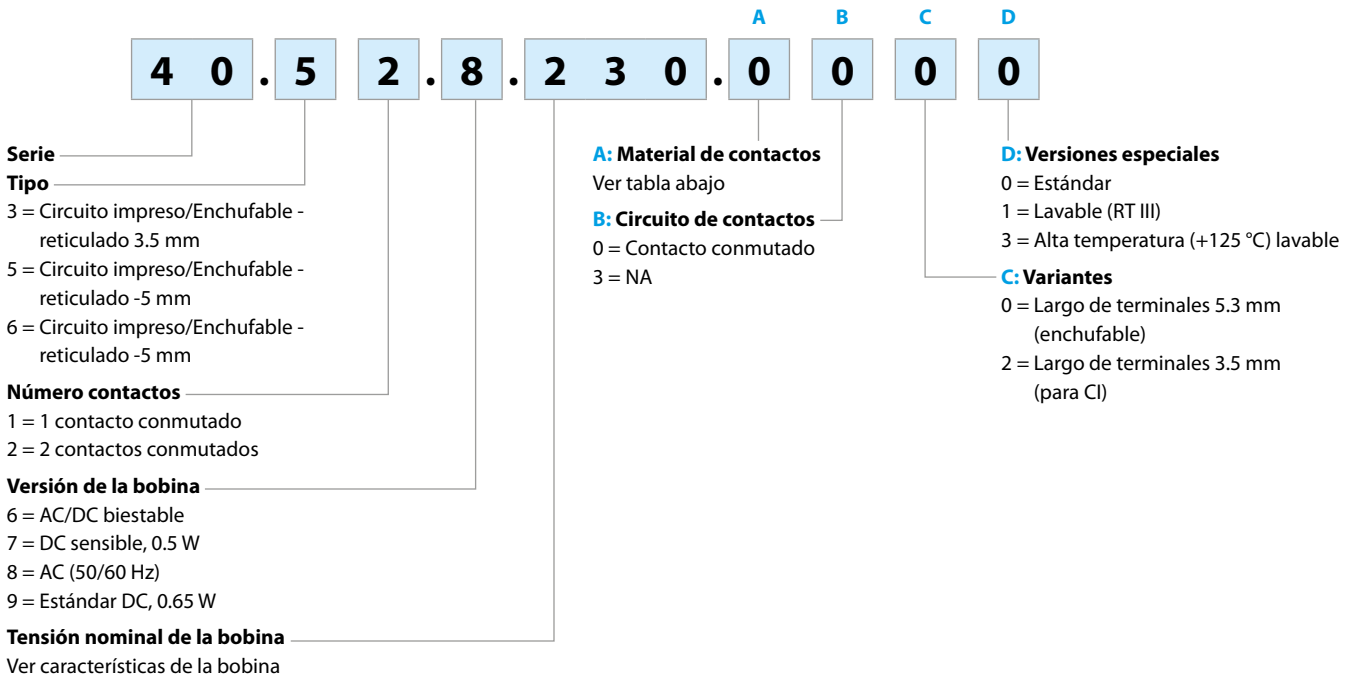 A B C D
4 0 . 5 2 . 8 . 2 3 0 . 0 0 0 0
Serie
Tipo
3 = Circuito impreso/Enchufable -
reticulado 3.5 mm
5 = Circuito impreso/Enchufable -
reticulado -5 mm
6 = Circuito impreso/Enchufable -
reticulado -5 mm
Número contactos
1 = 1 contacto conmutado
2 = 2 contactos conmutados
Versión de la bobina
6 = AC/DC biestable
7 = DC sensible, 0.5 W
8 = AC (50/60 Hz)
9 = Estándar DC, 0.65 W
Tensión nominal de la bobina
Ver características de la bobina
A: Material de contactos
Ver tabla abajo
B: Circuito de contactos
0 = Contacto conmutado
3 = NA
D: Versiones especiales
0 = Estándar
1 = Lavable (RT III)
3 = Alta temperatura (+125 °C) lavable
C: Variantes
0 = Largo de terminales 5.3 mm
(enchufable)
2 = Largo de terminales 3.5 mm
(para CI)